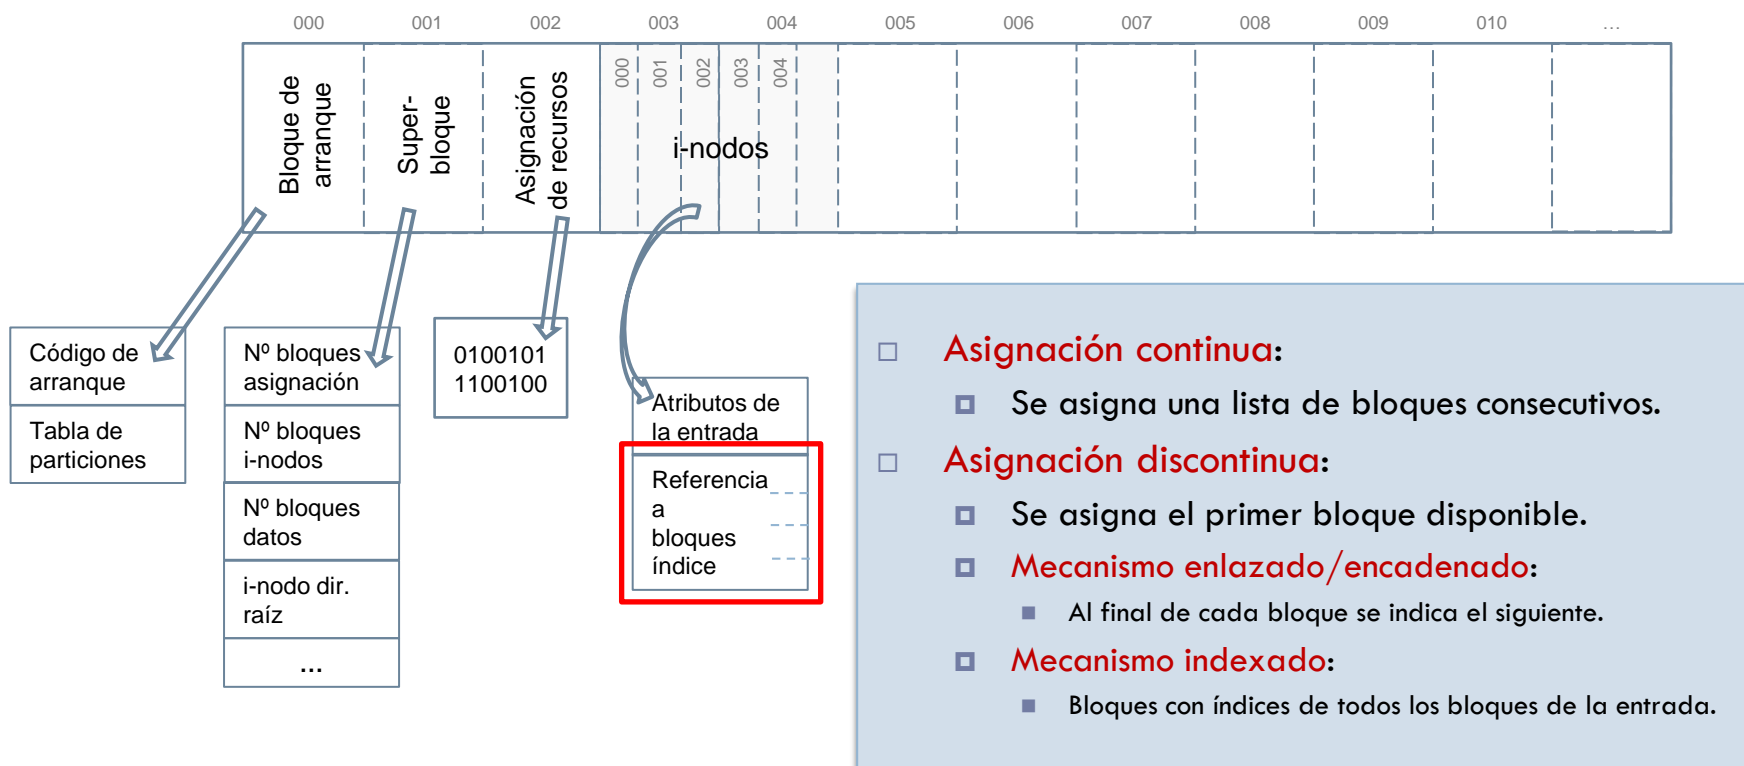 000 001 002 003 004 005 006 007 008 009 010 ...
Bloque de
arranque
Super-
bloque
Asignación
de recursos
000 001 002 003 004
i-nodos
Código de
arranque
Tabla de
particiones
Nº bloques
asignación
Nº bloques
i-nodos
Nº bloques
datos
i-nodo dir.
raíz
...
0100101
1100100
Atributos de
la entrada
Referencia
a
bloques
índice
Asignación continua:
Se asigna una lista de bloques consecutivos.
Asignación discontinua:
Se asigna el primer bloque disponible.
Mecanismo enlazado/encadenado:
Al final de cada bloque se indica el siguiente.
Mecanismo indexado:
Bloques con índices de todos los bloques de la entrada.